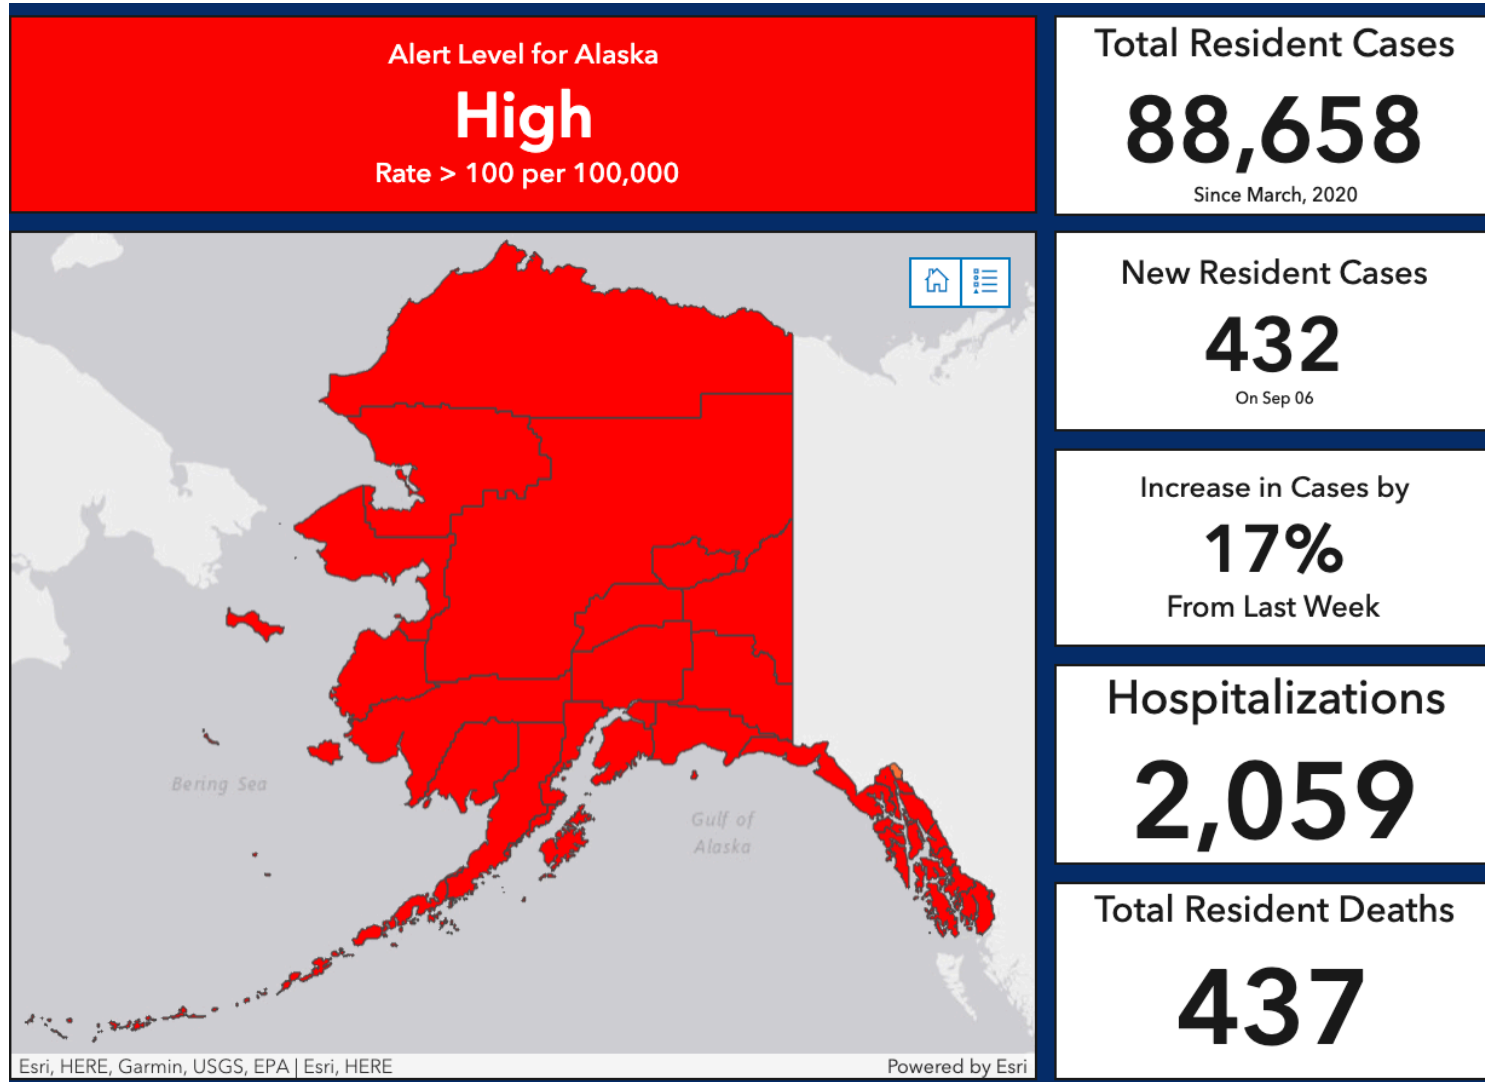 Alert Level for Alaska
High
Rate > 100 per 100,000
Total Resident Cases
88,658
Since March, 2020
New Resident Cases
432
On Sep 06
Increase in Cases by
17%
From Last Week
Hospitalizations
2,059
Total Resident Deaths
437
Bering Sea
Gulf of
Alaska
Esri, HERE, Garmin, USGS, EPA | Esri, HERE
Powered by Esri